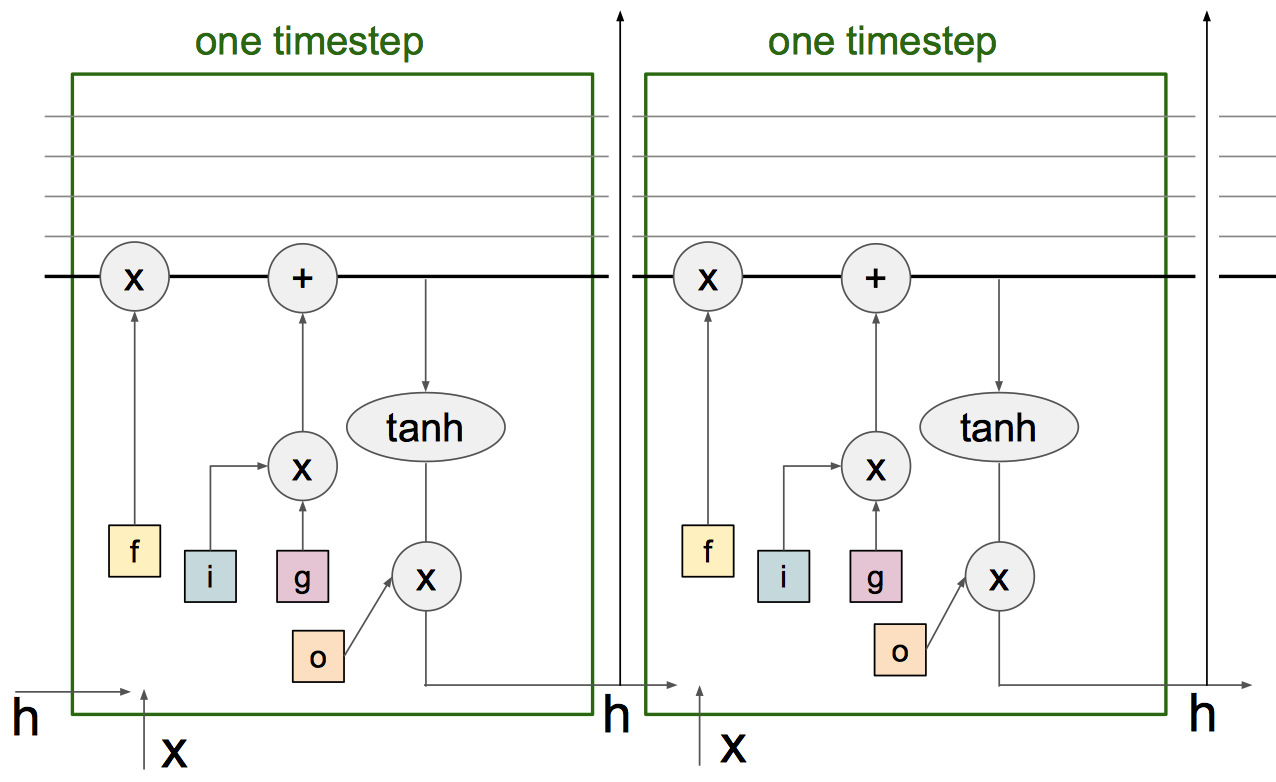 one timestep
one timestep
x
+
x
+
tanh
tanh
x
x
f
i
g
x
f
i
g
x
o
o
h
x
h
x
h